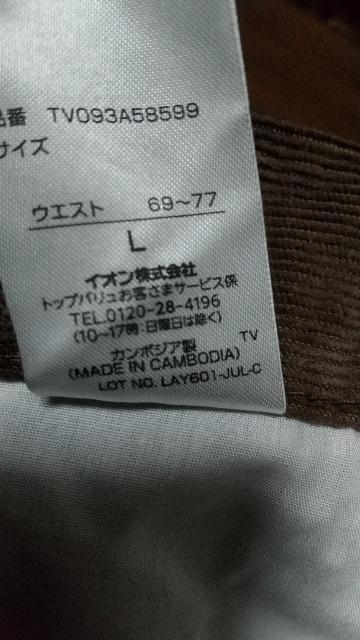 品番 TV093A58599
サイズ
ウエスト 69~77
L
イオン株式会社
トップバリュお客さまサービス係
TEL.0120-28-4196
(10~17時:日曜日は除く)
TV
カンボジア製
(MADE IN CAMBODIA)
LOT NO. LAY601-JUL-C